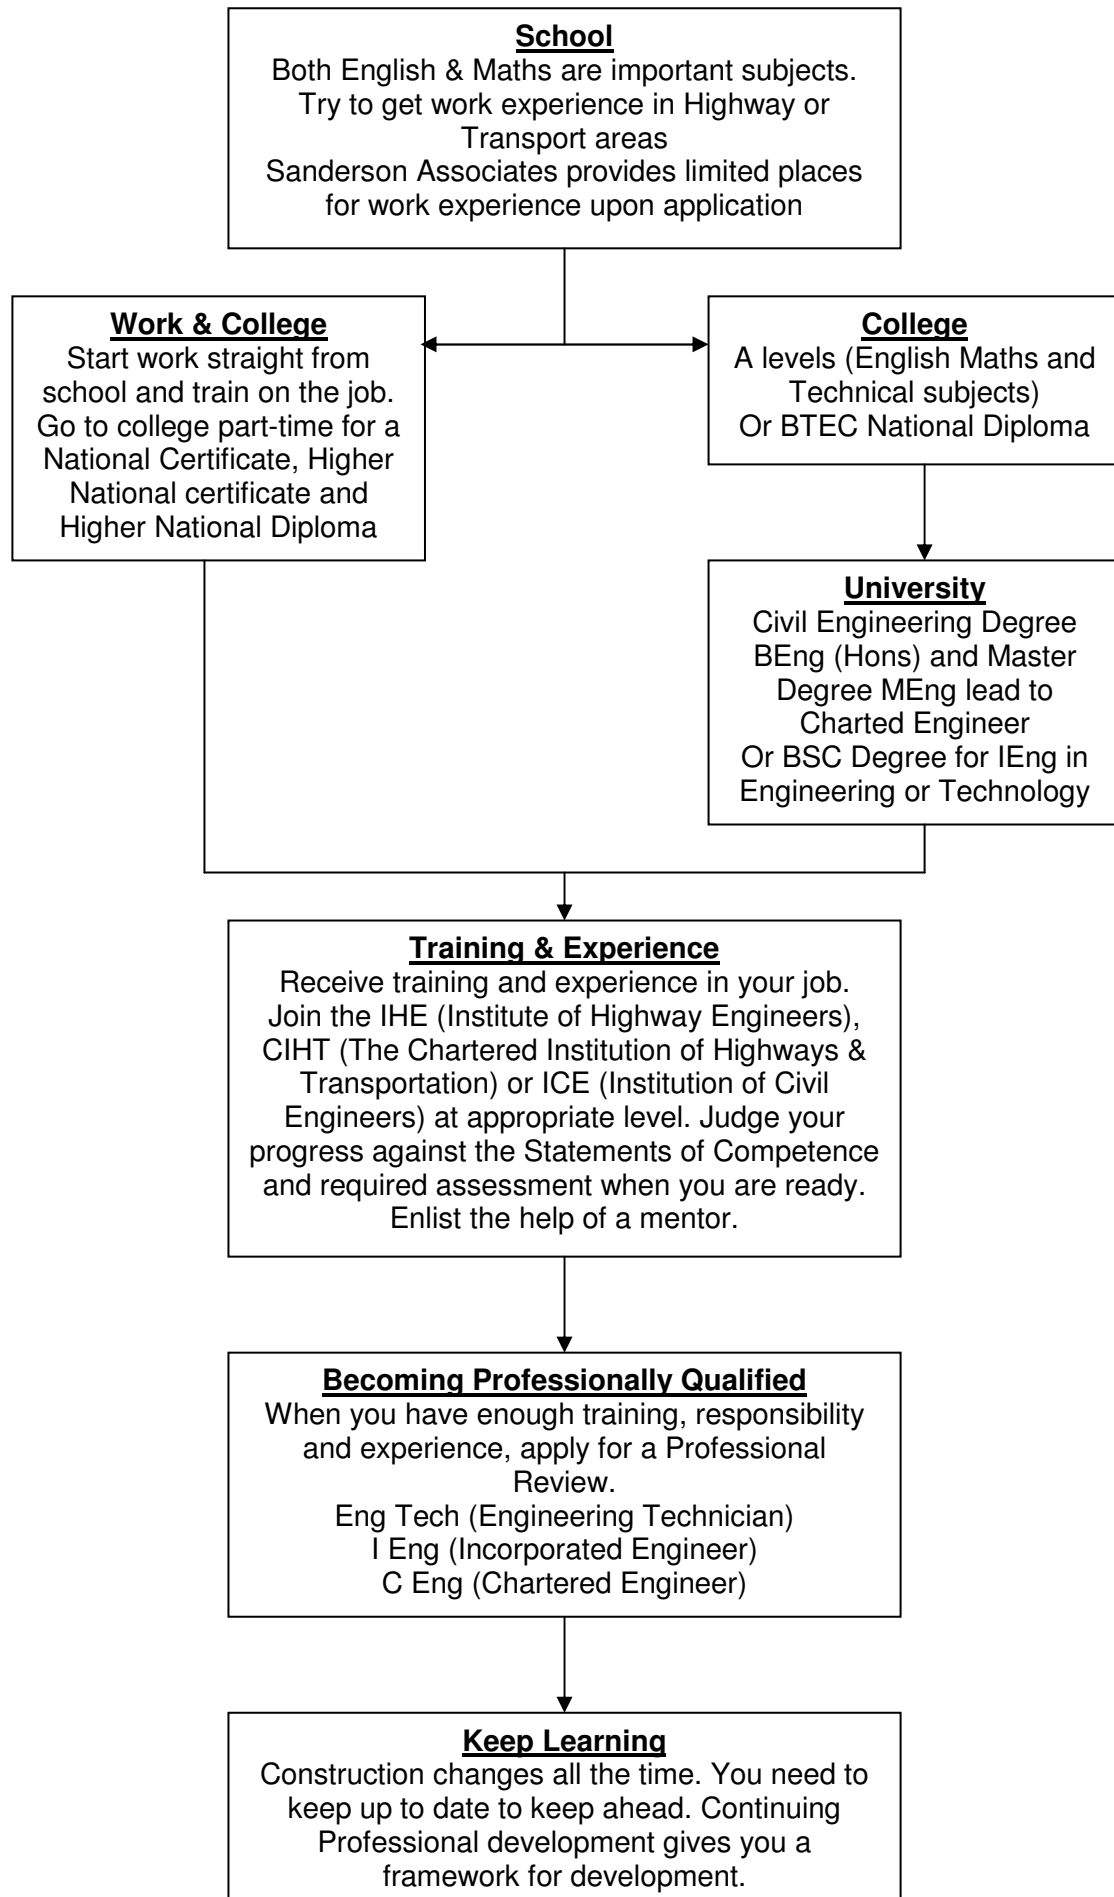 School
Both English & Maths are important subjects.
Try to get work experience in Highway or
Transport areas
Sanderson Associates provides limited places
for work experience upon application
Work & College
Start work straight from
school and train on the job.
Go to college part-time for a
National Certificate, Higher
National certificate and
Higher National Diploma
College
A levels (English Maths and
Technical subjects)
Or BTEC National Diploma
University
Civil Engineering Degree
BEng (Hons) and Master
Degree MEng lead to
Charted Engineer
Or BSC Degree for IEng in
Engineering or Technology
Training & Experience
Receive training and experience in your job.
Join the IHE (Institute of Highway Engineers),
CIHT (The Chartered Institution of Highways &
Transportation) or ICE (Institution of Civil
Engineers) at appropriate level. Judge your
progress against the Statements of Competence
and required assessment when you are ready.
Enlist the help of a mentor.
Becoming Professionally Qualified
When you have enough training, responsibility
and experience, apply for a Professional
Review.
Eng Tech (Engineering Technician)
I Eng (Incorporated Engineer)
C Eng (Chartered Engineer)
Keep Learning
Construction changes all the time. You need to
keep up to date to keep ahead. Continuing
Professional development gives you a
framework for development.